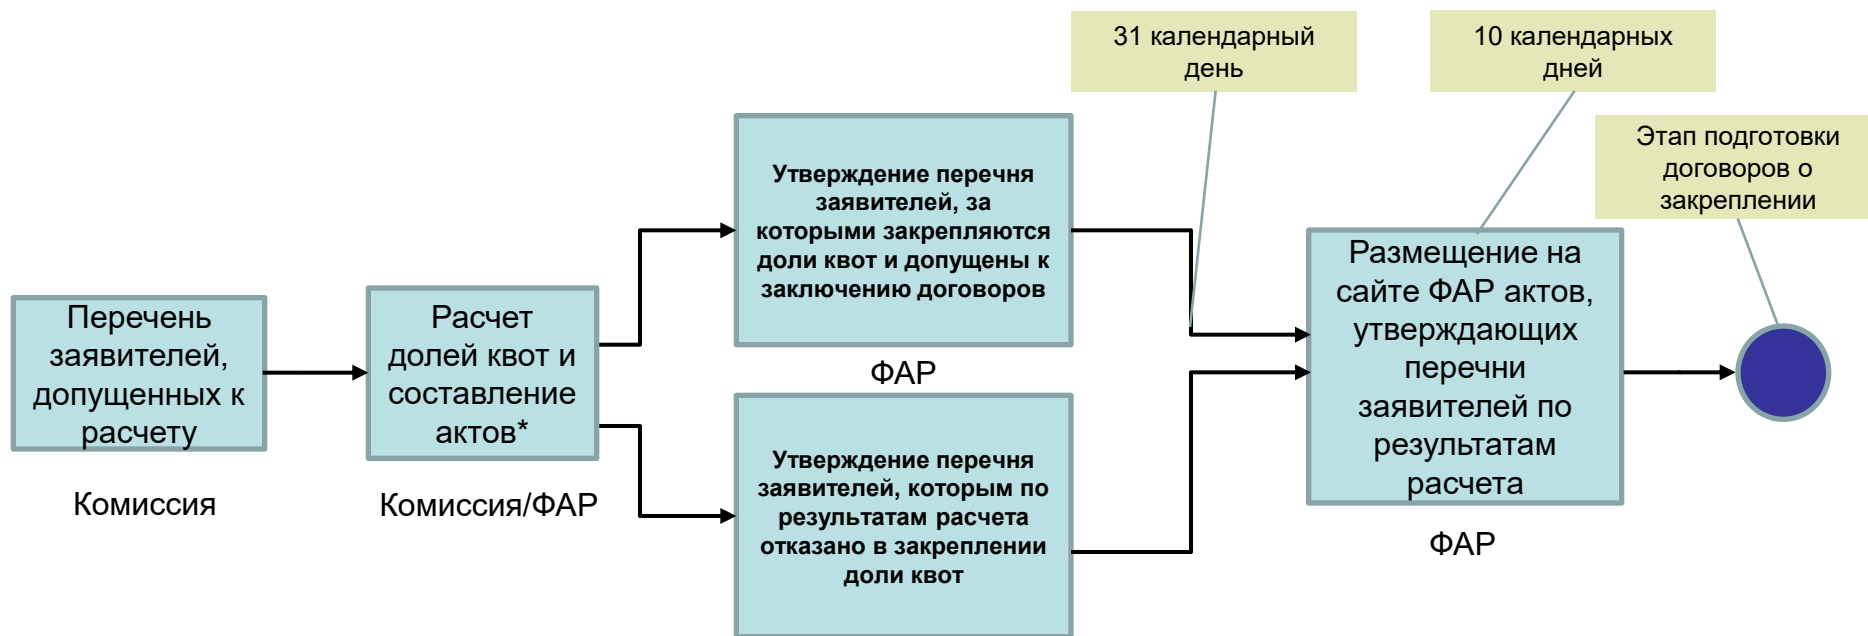 31 календарный
день
10 календарных
дней
Этап подготовки
договоров о
закреплении
Перечень
заявителей,
допущенных к
расчету
Комиссия
Расчет
долей квот и
составление
актов*
Комиссия/ФАР
Утверждение перечня
заявителей, за
которыми закрепляются
доли квот и допущены к
заключению договоров
ФАР
Утверждение перечня
заявителей, которым по
результатам расчета
отказано в закреплении
доли квот
Размещение на
сайте ФАР актов,
утверждающих
перечни
заявителей по
результатам
расчета
ФАР